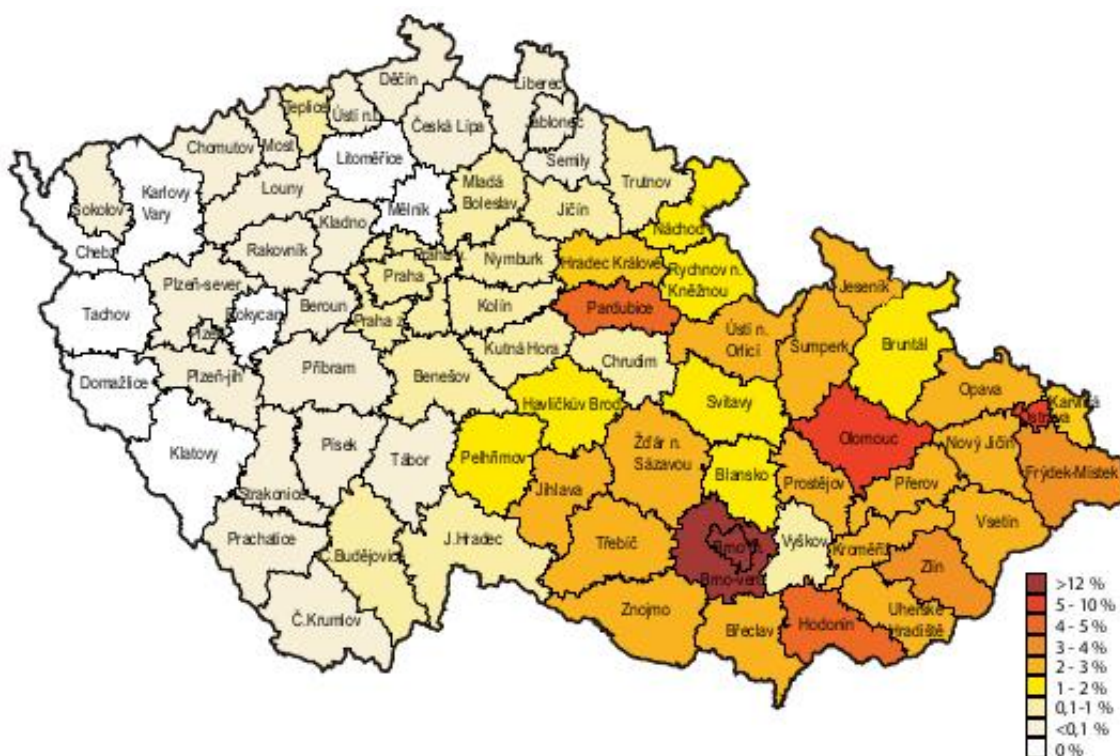 Děčín
Liberec
Teplice
Ústí n.L
Jablonec
Česká Lípa
Chomutov
Most
Litoměřice
Semily
Trutnov
Karlovy
Vary
Louny
Mladá
Boleslav
Sokolov
Mělník
Jičín
Kladno
Náchod
Cheb
Rakovník
Nymburk
Hradec Králové
Rychnov n.
Kněžnou
Plzeň-sever
Praha
Jeseník
Tachov
Beroun
Kolín
Pardubice
Praha z.
Ústí n.
Orlicí
Šumperk
Bruntál
Kutná Hora
Chrudim
Příbram
Domažlice
Plzeň-jih
Benešov
Opava
Karviná
Ostrava
Havlíčkův Brod
Svitavy
Olomouc
Nový Jičín
Klatovy
Písek
Tábor
Pelhřimov
Žďár n.
Sázavou
Blansko
Prostějov
Přerov
Frýdek-Místek
Jihlava
Strakonice
Vsetín
Prachatice
Č.Budějovice
J.Hradec
Třebíč
Vyškov
Kroměříž
Brno-ven.
Zlín
Č.Krumlov
Znojmo
Břeclav
Hodonín
Uherské
Hradiště
>12 %
5 - 10 %
4 - 5 %
3 - 4 %
2 - 3 %
1 - 2 %
0,1-1 %
<0,1 %
0 %